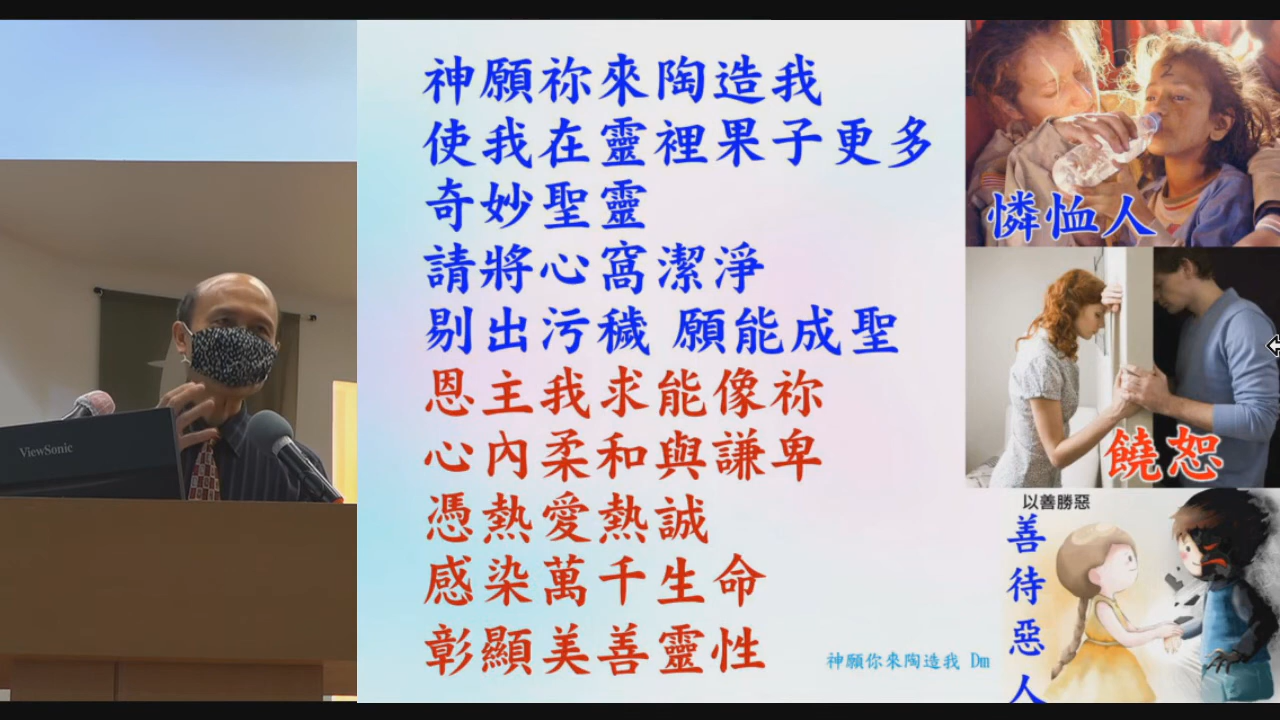 神願祢來陶造我
使我在靈裡果子更多
奇妙聖靈
請將心窩潔淨
剔出污穢 願能成聖
恩主我求能像祢
心內柔和與謙卑
憑熱愛熱誠
感染萬千生命
彰顯美善靈性
神願你來陶造我 Dm
憐恤人
饒恕
以善勝惡
善待惡人
ViewSonic